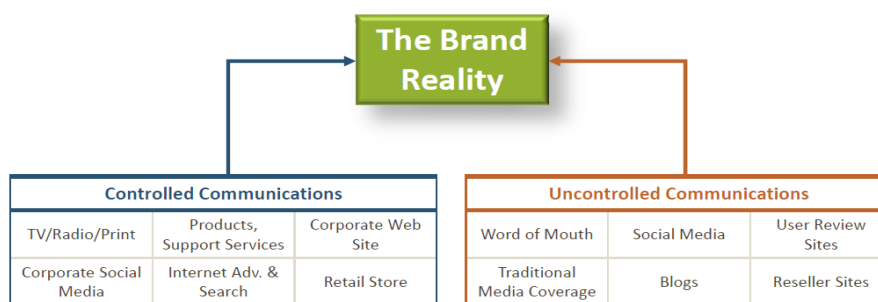 The Brand
Reality
Controlled Communications
TV/Radio/Print
Products,
Support Services
Corporate Web
Site
Corporate Social
Media
Internet Adv. &
Search
Retail Store
Uncontrolled Communications
Word of Mouth
Social Media
User Review
Sites
Traditional
Media Coverage
Blogs
Reseller Sites